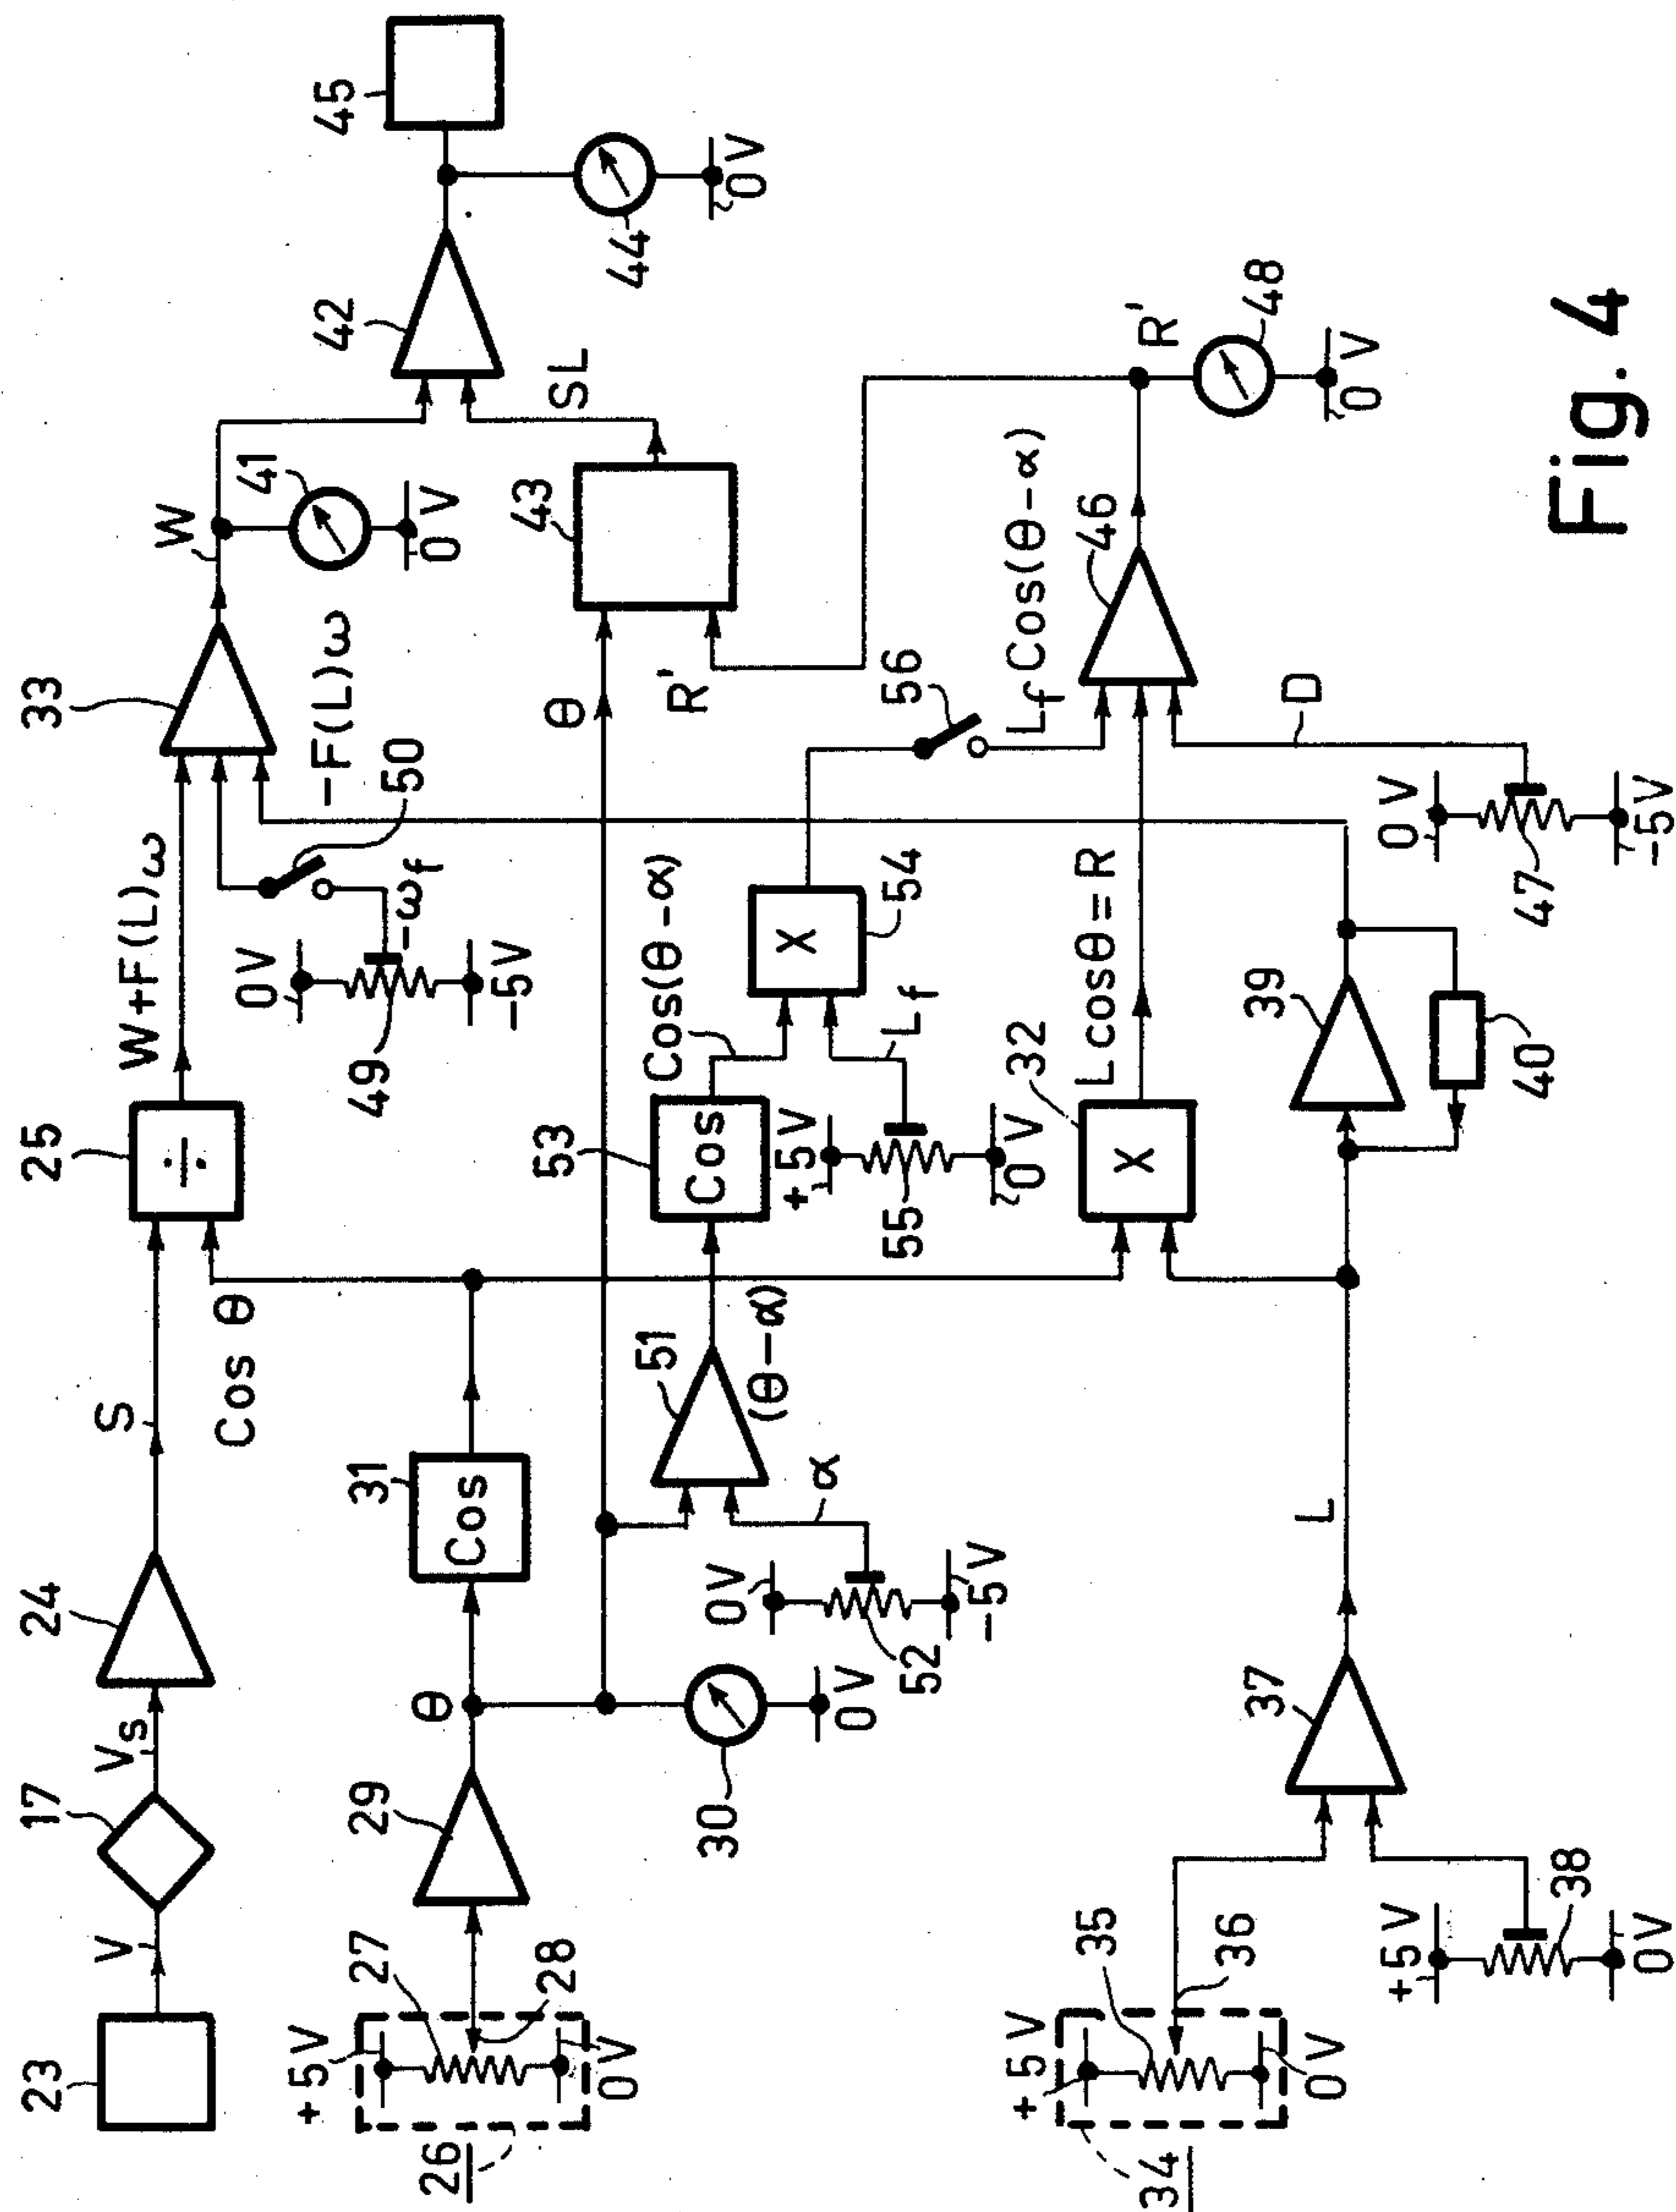 23
V
17
Vs
24
S
25
W+F(L)ω
33
W
41
0V
42
45
44
0V
SL
Cos θ
0V
-ωf
-5V
49
50
-F(L)ω
+5V
27
28
0V
26
29
θ
30
0V
31
Cos
θ
43
R'
51
(θ-α)
α
0V
52
-5V
53
Cos
Cos(θ-α)
54
X
Lf
+5V
55
0V
56
Lf Cos(θ-α)
46
R'
48
0V
32
X
Lcosθ=R
D
0V
47
-5V
+5V
35
36
0V
34
37
+5V
38
0V
L
39
40
Fig. 4